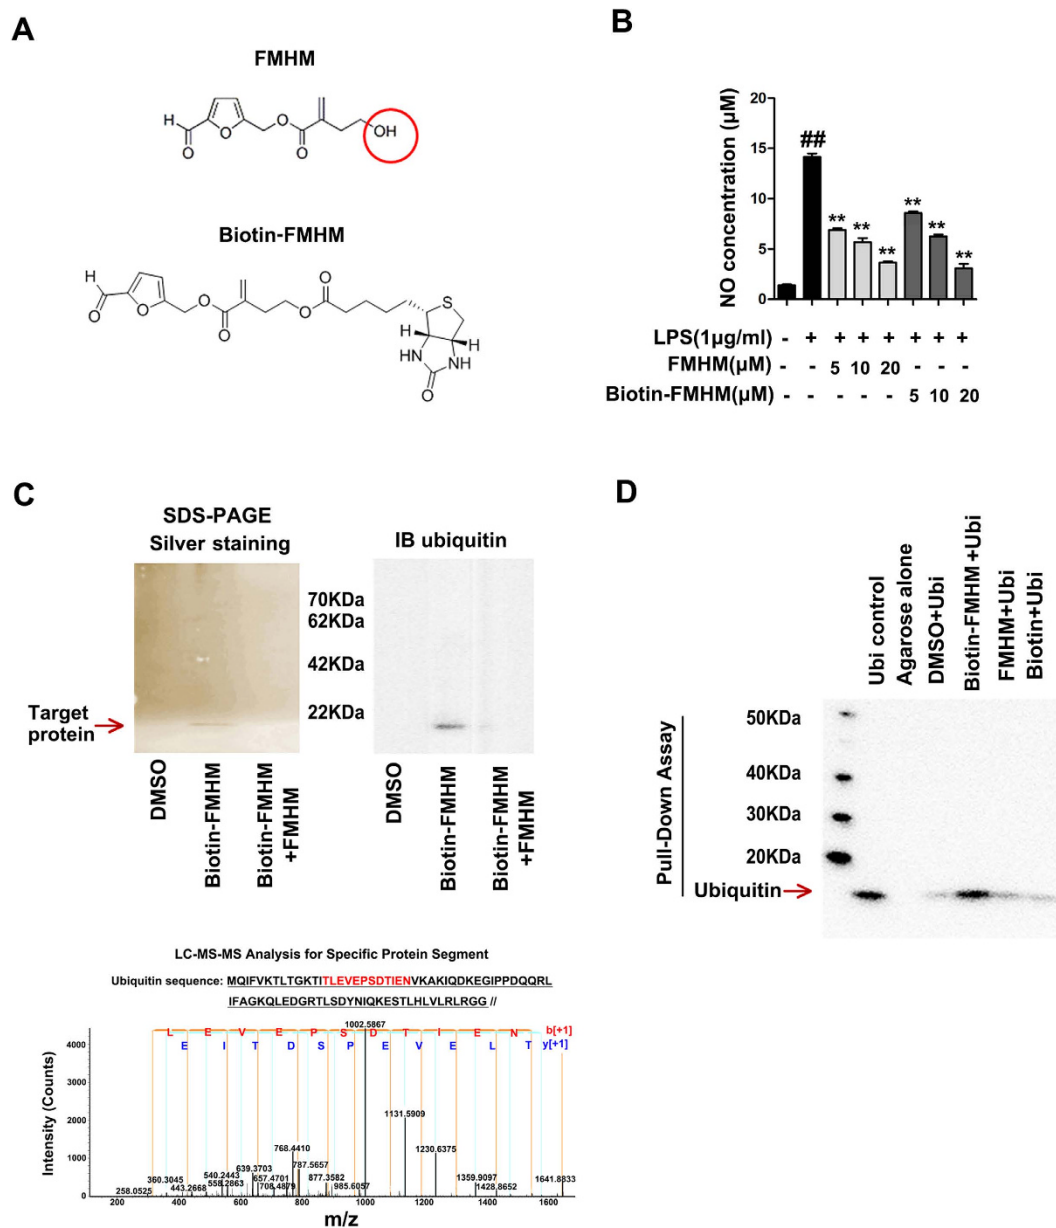 A
FMHM
H
O
O
O
O
OH
Biotin-FMHM
H
O
O
O
O
O
O
S
H
H
HN
NH
O
B
NO concentration (µM)
20
15
10
5
0
##
**
**
**
**
**
**
LPS(1µg/ml) - + + + + + + +
FMHM(µM) - - 5 10 20 - - -
Biotin-FMHM(µM) - - - - - 5 10 20
C
SDS-PAGE
Silver staining
IB ubiquitin
70KDa
62KDa
42KDa
22KDa
Target
protein
DMSO
Biotin-FMHM
Biotin-FMHM
+FMHM
DMSO
Biotin-FMHM
Biotin-FMHM
+FMHM
D
Ubi control
Agarose alone
DMSO+Ubi
Biotin-FMHM+Ubi
FMHM+Ubi
Biotin+Ubi
Pull-Down Assay
50KDa
40KDa
30KDa
20KDa
Ubiquitin
LC-MS-MS Analysis for Specific Protein Segment
Ubiquitin sequence: MQIFVKTLTGKTITLEVEPSDTIENVKAKIQDKEGIPPDQQRL
IFAGKQLEDGRTLSDYNIQKESTLHLVLRLRGG //
Intensity (Counts)
4000
3000
2000
1000
0
L E V E P S D T I E N b[+1]
E I T D S P E V E L T y[+1]
1002.5867
1131.5909
1230.6375
768.4410
787.5657
639.3703
540.2443
657.4701
877.3582
360.3045
558.2863
708.4879
985.6057
1359.9097
1428.8652
1641.8833
258.0525
443.2668
200 400 600 800 1000 1200 1400 1600
m/z